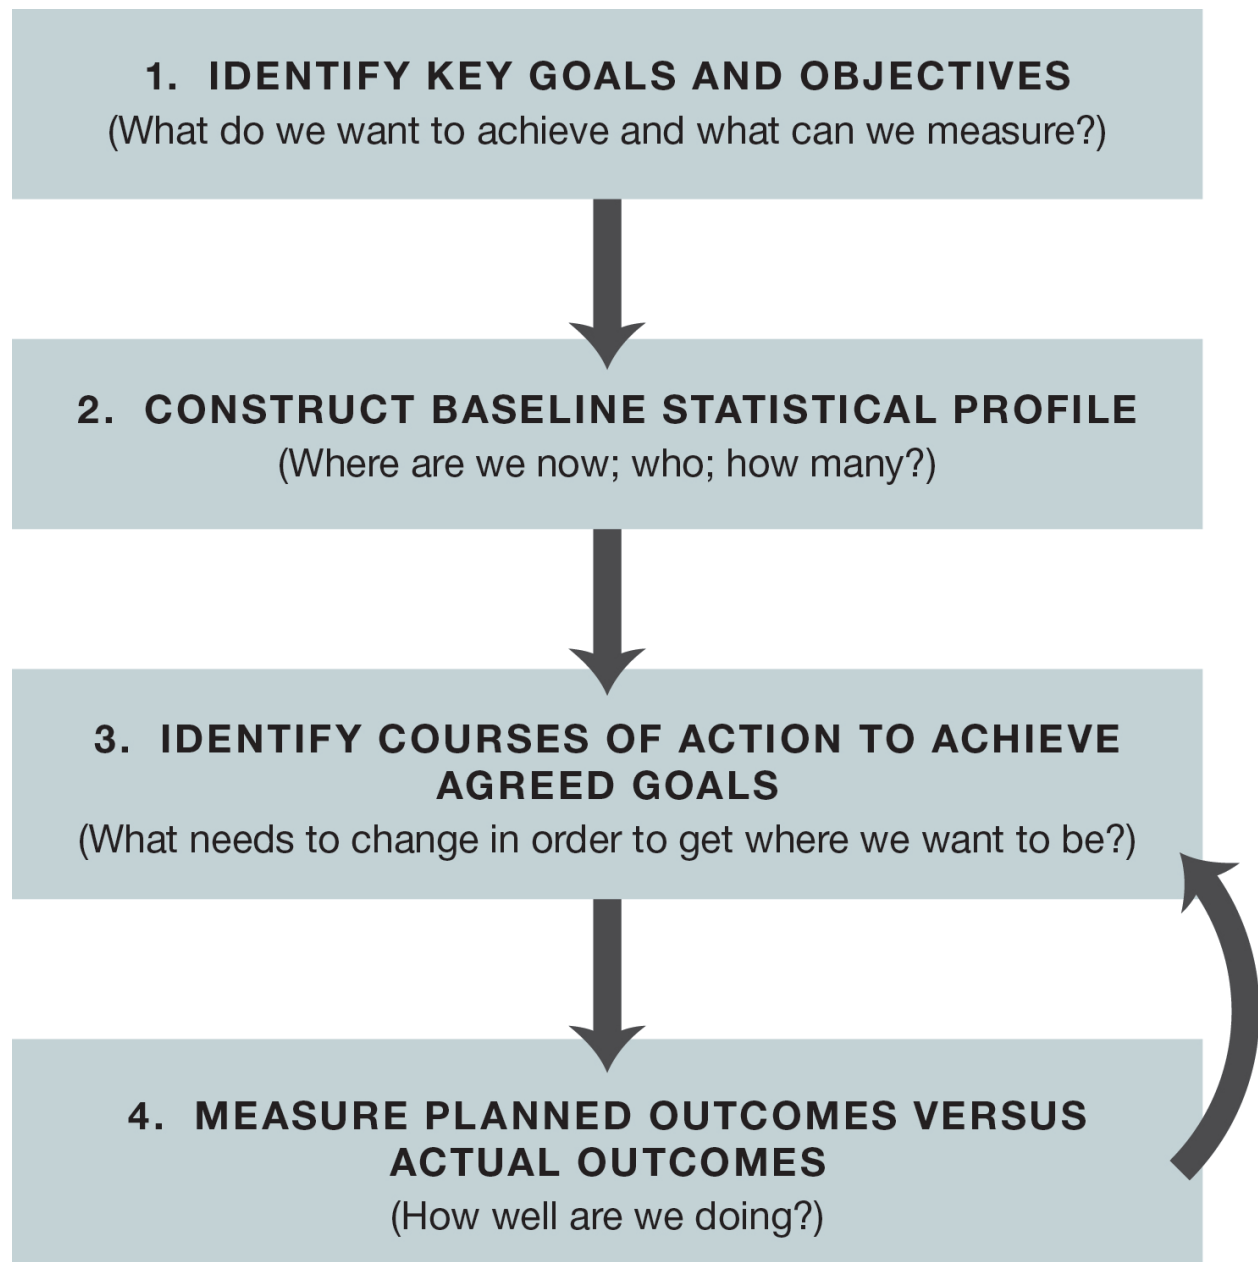 1. IDENTIFY KEY GOALS AND OBJECTIVES
(What do we want to achieve and what can we measure?)
2. CONSTRUCT BASELINE STATISTICAL PROFILE
(Where are we now; who; how many?)
3. IDENTIFY COURSES OF ACTION TO ACHIEVE
AGREED GOALS
(What needs to change in order to get where we want to be?)
4. MEASURE PLANNED OUTCOMES VERSUS
ACTUAL OUTCOMES
(How well are we doing?)